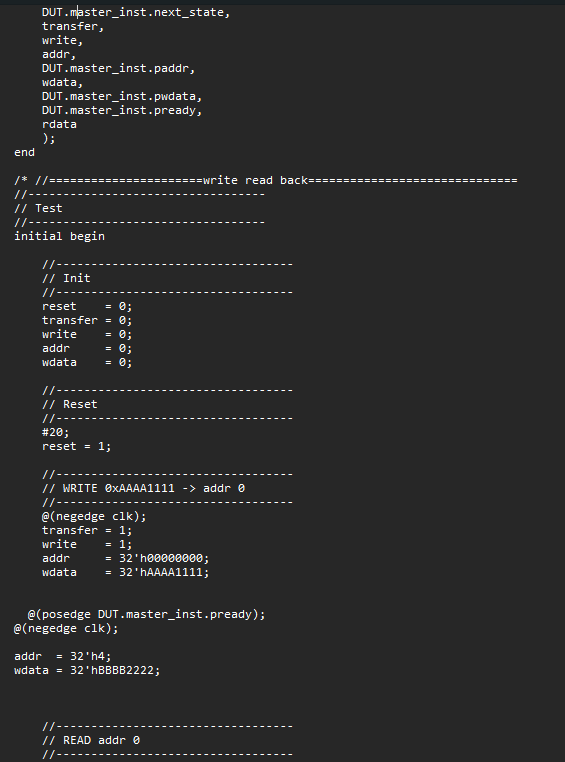 DUT.master_inst.next_state,
transfer,
write,
addr,
DUT.master_inst.paddr,
wdata,
DUT.master_inst.pwdata,
DUT.master_inst.pready,
rdata
);
end
/* //======================write read back==============================
//----------------------------------
// Test
//----------------------------------
initial begin
//----------------------------------
// Init
//----------------------------------
reset    = 0;
transfer = 0;
write    = 0;
addr     = 0;
wdata    = 0;
//----------------------------------
// Reset
//----------------------------------
#20;
reset = 1;
//----------------------------------
// WRITE 0xAAAA1111 -> addr 0
//----------------------------------
@(negedge clk);
transfer = 1;
write    = 1;
addr     = 32'h00000000;
wdata    = 32'hAAAA1111;
@(posedge DUT.master_inst.pready);
@(negedge clk);
addr  = 32'h4;
wdata = 32'hBBBB2222;
//----------------------------------
// READ addr 0
//----------------------------------